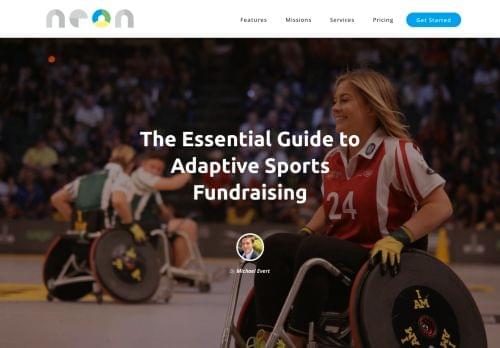 neon
Features Missions Services Pricing Get Started
The Essential Guide to
Adaptive Sports
Fundraising
By Michael Evert
24
I
AM
I
AM